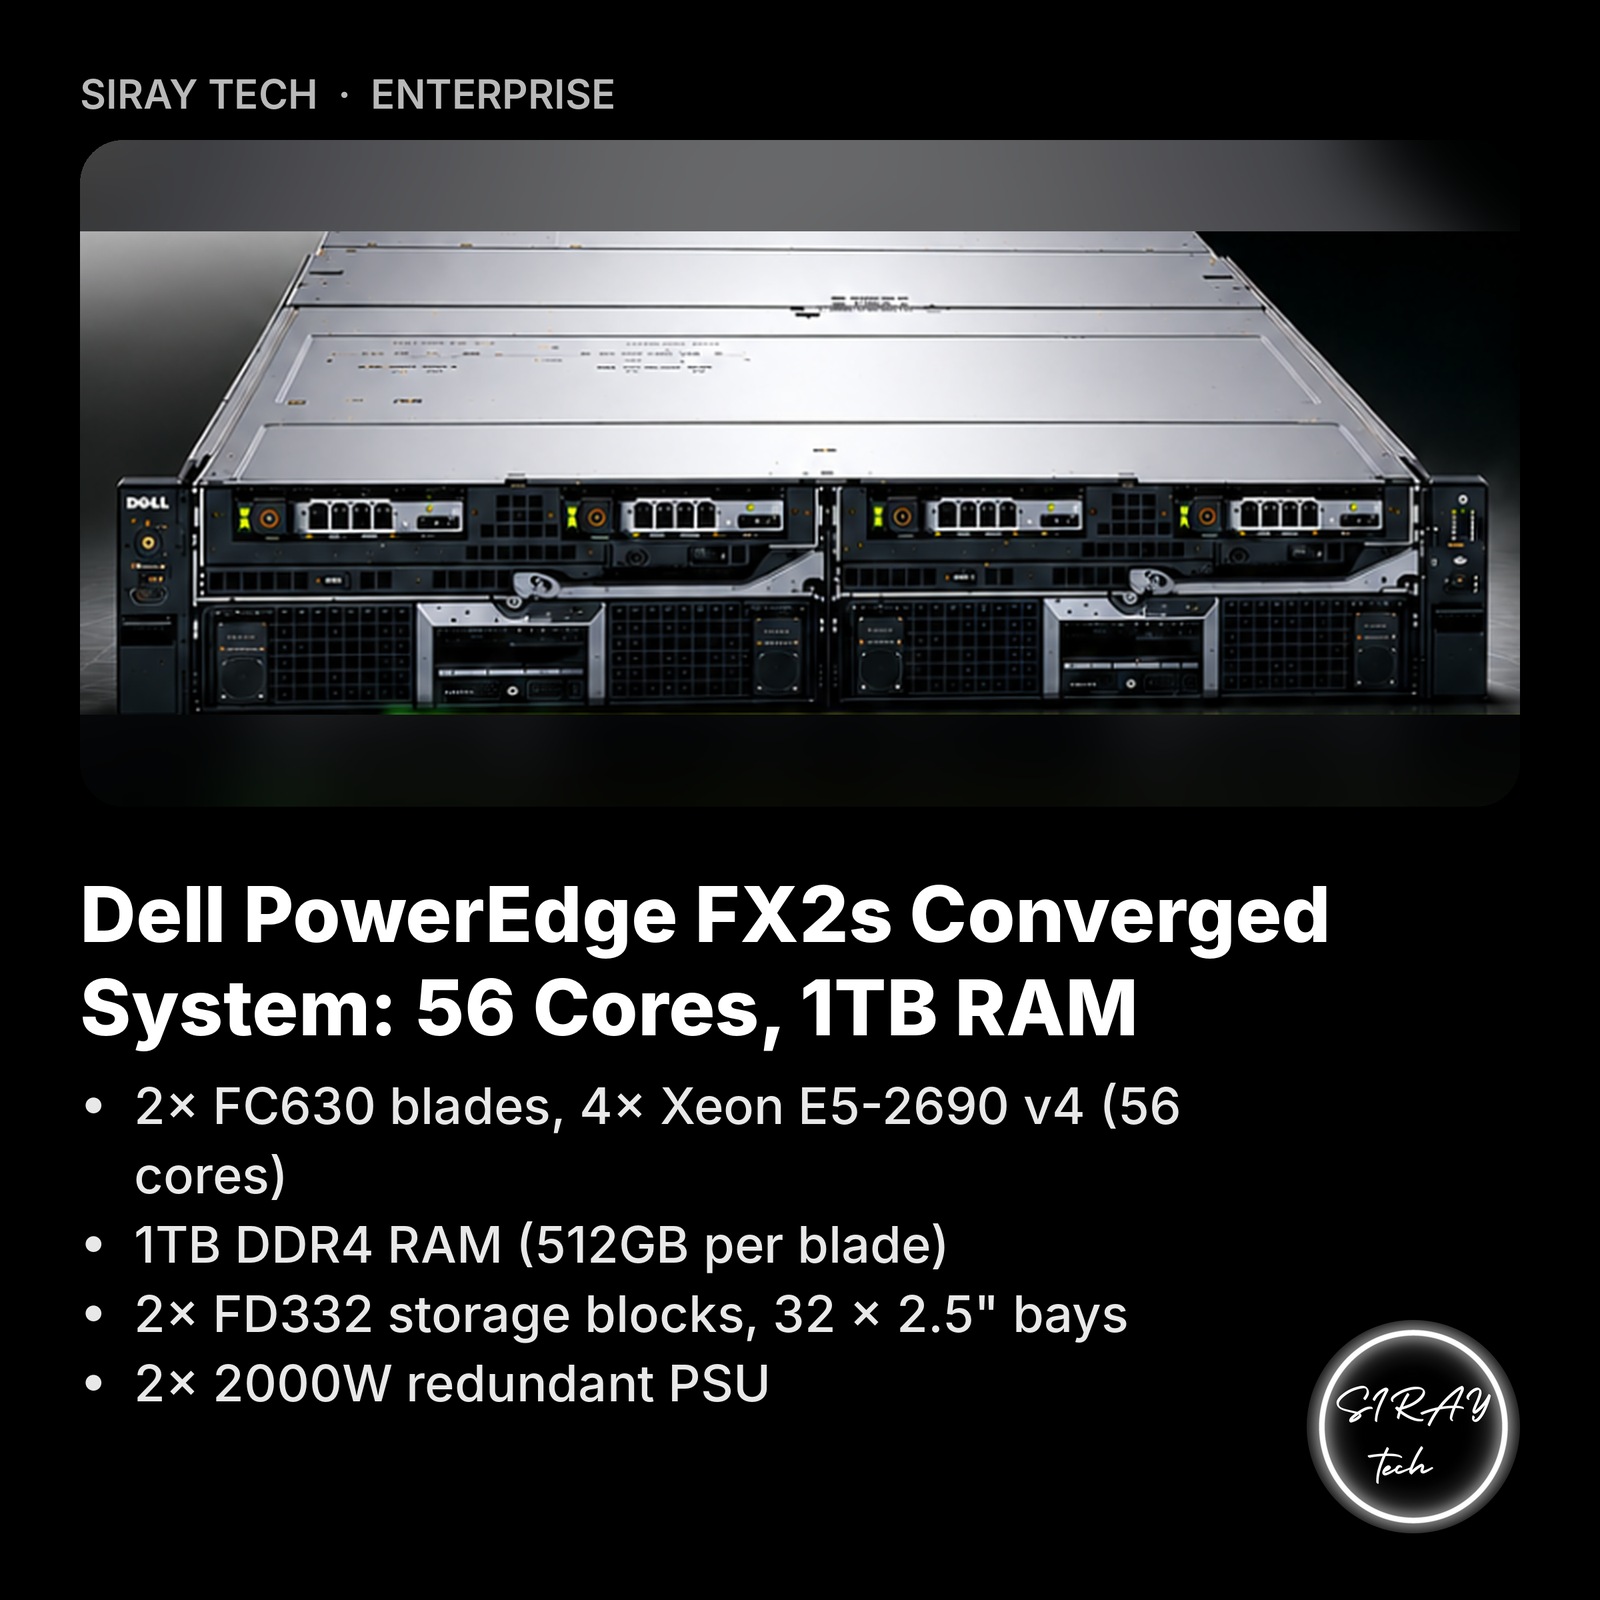 SIRAY TECH · ENTERPRISE
DELL
Dell PowerEdge FX2s Converged
System: 56 Cores, 1TB RAM
• 2× FC630 blades, 4× Xeon E5-2690 v4 (56
cores)
• 1TB DDR4 RAM (512GB per blade)
• 2× FD332 storage blocks, 32 × 2.5" bays
• 2× 2000W redundant PSU
SIRAY
tech